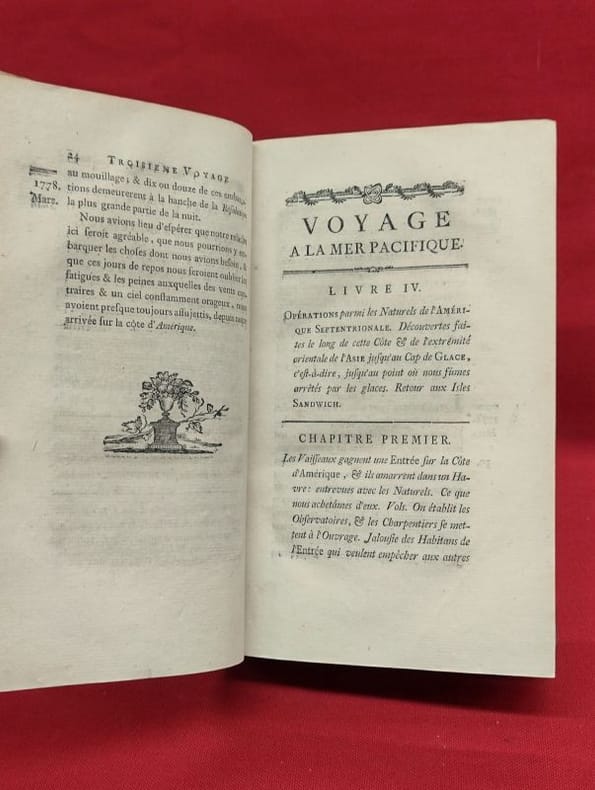 24 TROISIEME VOYAGE
1778.
Mars.
au mouillage; & dix ou douze de ces
tions demeurerent à la hanche de la
la plus grande partie de la nuit.
Nous avions lieu d'espérer que notre
ici seroit agréable, que nous pourrions y em-
barquer les choses dont nous avions besoin, &
que ces jours de repos nous feroient oublier les
fatigues & les peines auxquelles des vents con-
traires & un ciel constamment orageux, nous
avoient presque toujours assujettis, depuis notre
arrivée sur la côte d'Amérique.
VOYAGE
A LA MER PACIFIQUE.
LIVRE IV.
OPÉRATIONS parmi les Naturels de l'AMÉRI-
QUE SEPTENTRIONALE. Découvertes fai-
tes le long de cette Côte & de l'extrémité
orientale de l'ASIE jusqu'au Cap de GLACE,
c'est-à-dire, jusqu'au point où nous fûmes
arrêtés par les glaces. Retour aux Isles
SANDWICH.
CHAPITRE PREMIER.
Les Vaisseaux gagnent une Entrée sur la Côte
d'Amérique, & ils amarrent dans un Ha-
vre: entrevues avec les Naturels. Ce que
nous achetâmes d'eux. Vols. On établit les
Observatoires, & les Charpentiers se met-
tent à l'Ouvrage. Jalousie des Habitans de
l'Entrée qui veulent empêcher aux autres